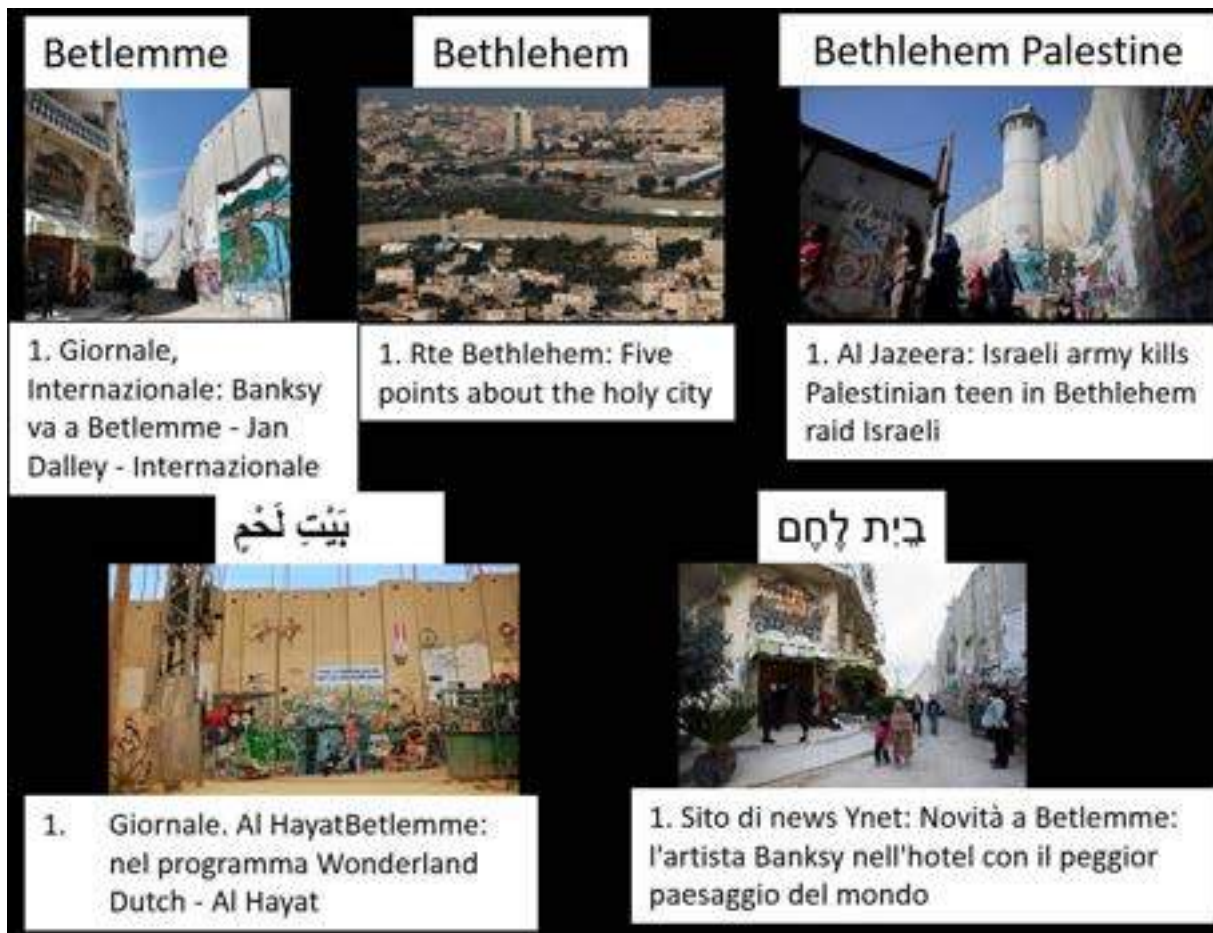 Betlemme
Bethlehem
Bethlehem Palestine
1. Giornale,
Internazionale: Banksy
va a Betlemme - Jan
Dalley - Internazionale
1. Rte Bethlehem: Five
points about the holy city
1. Al Jazeera: Israeli army kills
Palestinian teen in Bethlehem
raid Israeli
بَيْتِ لَحْمٍ
בֵּיִת לֶחֶם
1. Giornale. Al HayatBetlemme:
nel programma Wonderland
Dutch - Al Hayat
1. Sito di news Ynet: Novità a Betlemme:
l'artista Banksy nell'hotel con il peggior
paesaggio del mondo